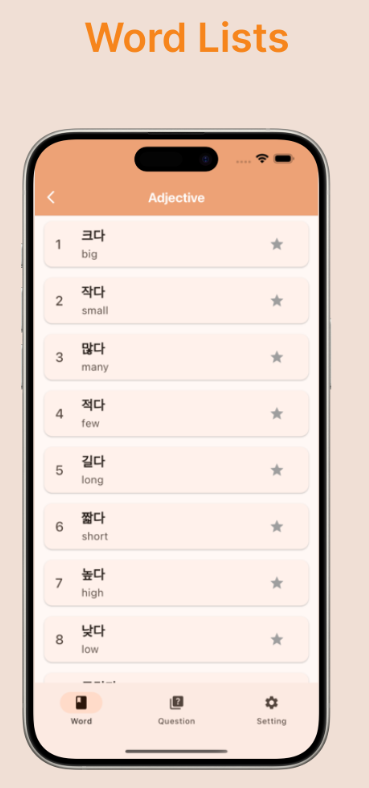 Word Lists
Adjective
1
크다
big
2
작다
small
3
많다
many
4
적다
few
5
길다
long
6
짧다
short
7
높다
high
8
낮다
low
Word
Question
Setting